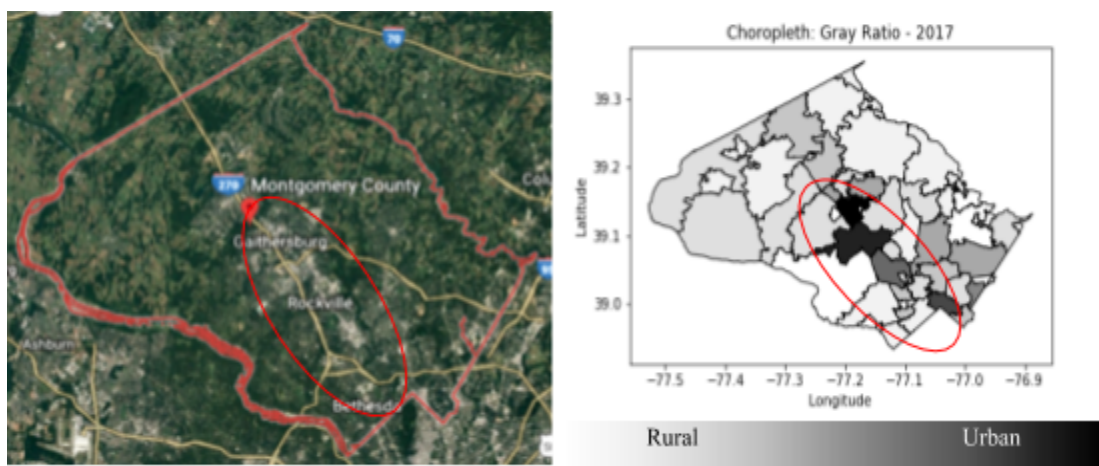 70
270
Montgomery County
Gaithersburg
Rockville
Ashburn
Bethesda
Choropleth: Gray Ratio - 2017
39.3
39.2
39.1
39.0
Latitude
−77.5 −77.4 −77.3 −77.2 −77.1 −77.0 −76.9
Longitude
Rural Urban